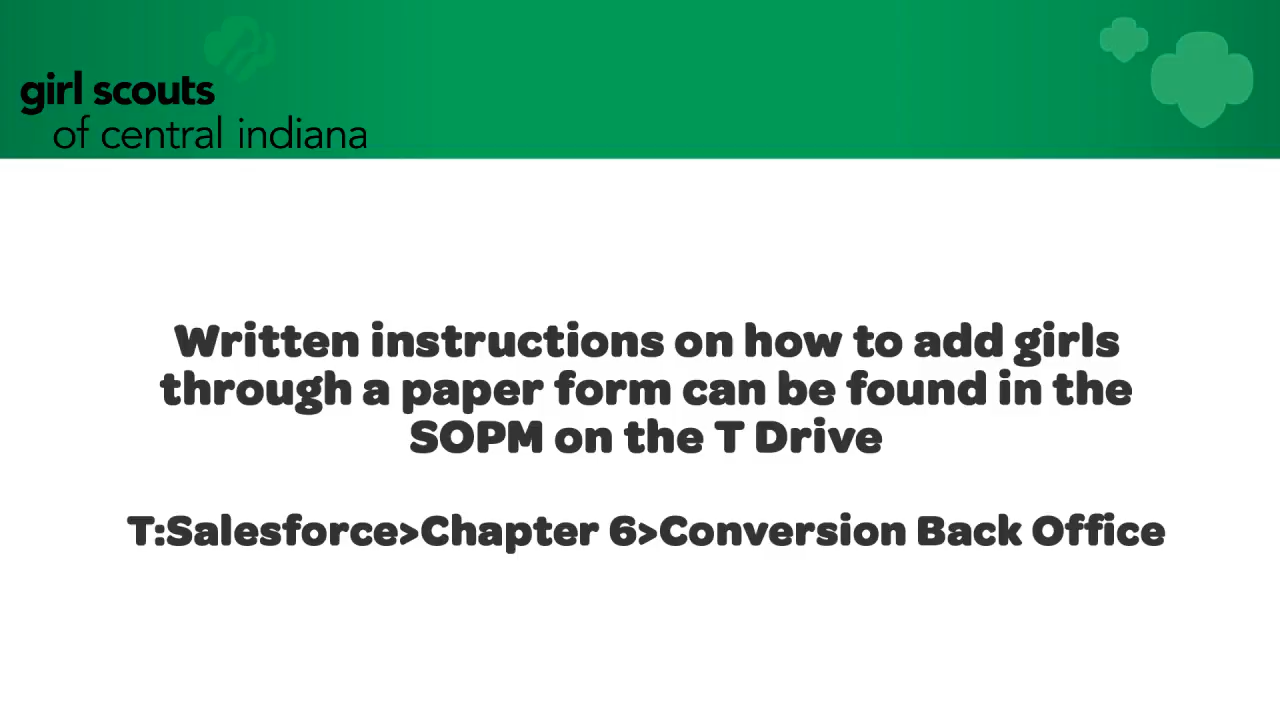 girl scouts
of central indiana
Written instructions on how to add girls
through a paper form can be found in the
SOPM on the T Drive
T:Salesforce>Chapter 6>Conversion Back Office